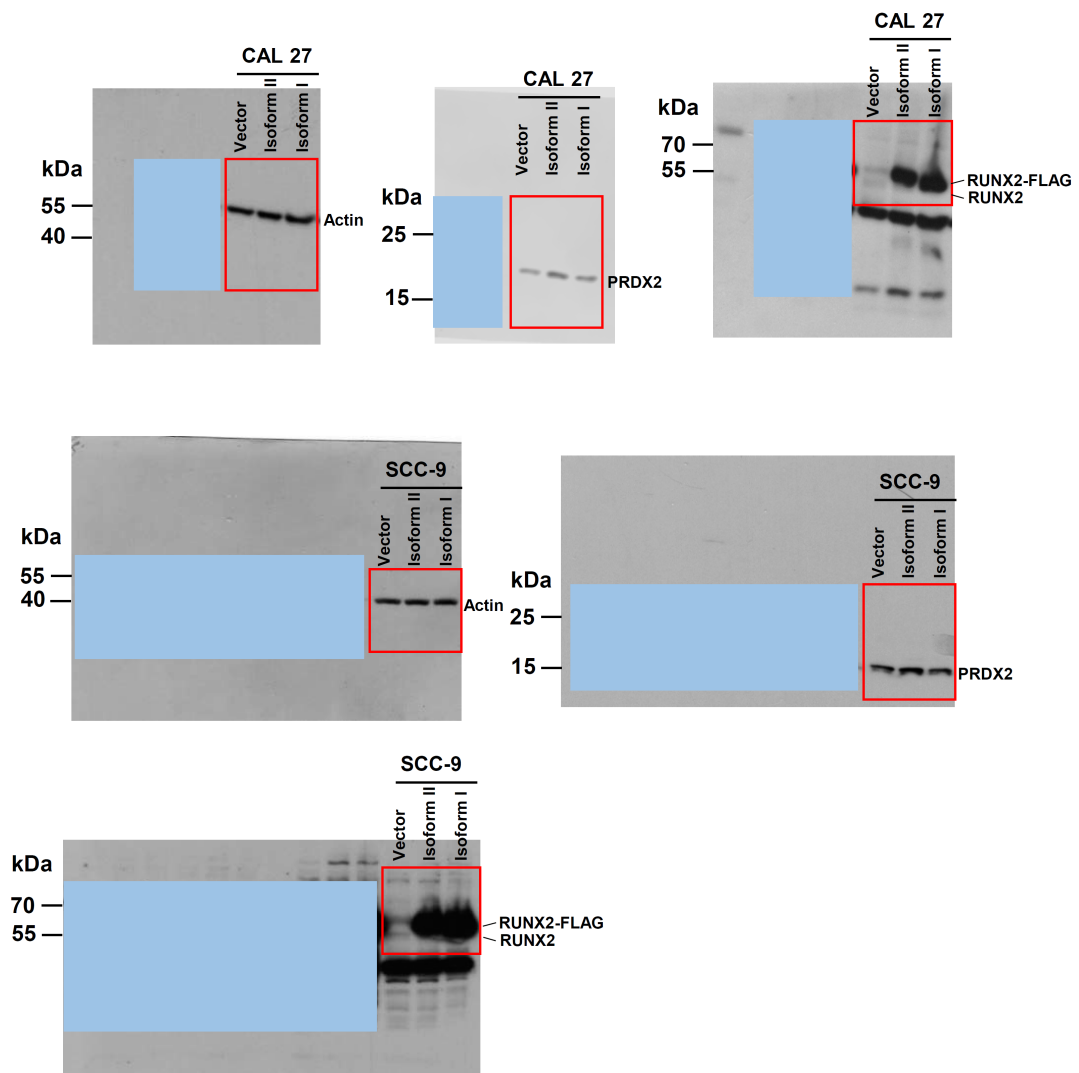 CAL 27
Vector
Isoform II
Isoform I
kDa
55
40
Actin
CAL 27
Vector
Isoform II
Isoform I
kDa
25
15
PRDX2
CAL 27
Vector
Isoform II
Isoform I
kDa
70
55
RUNX2-FLAG
RUNX2
SCC-9
Vector
Isoform II
Isoform I
kDa
55
40
Actin
SCC-9
Vector
Isoform II
Isoform I
kDa
25
15
PRDX2
SCC-9
Vector
Isoform II
Isoform I
kDa
70
55
RUNX2-FLAG
RUNX2